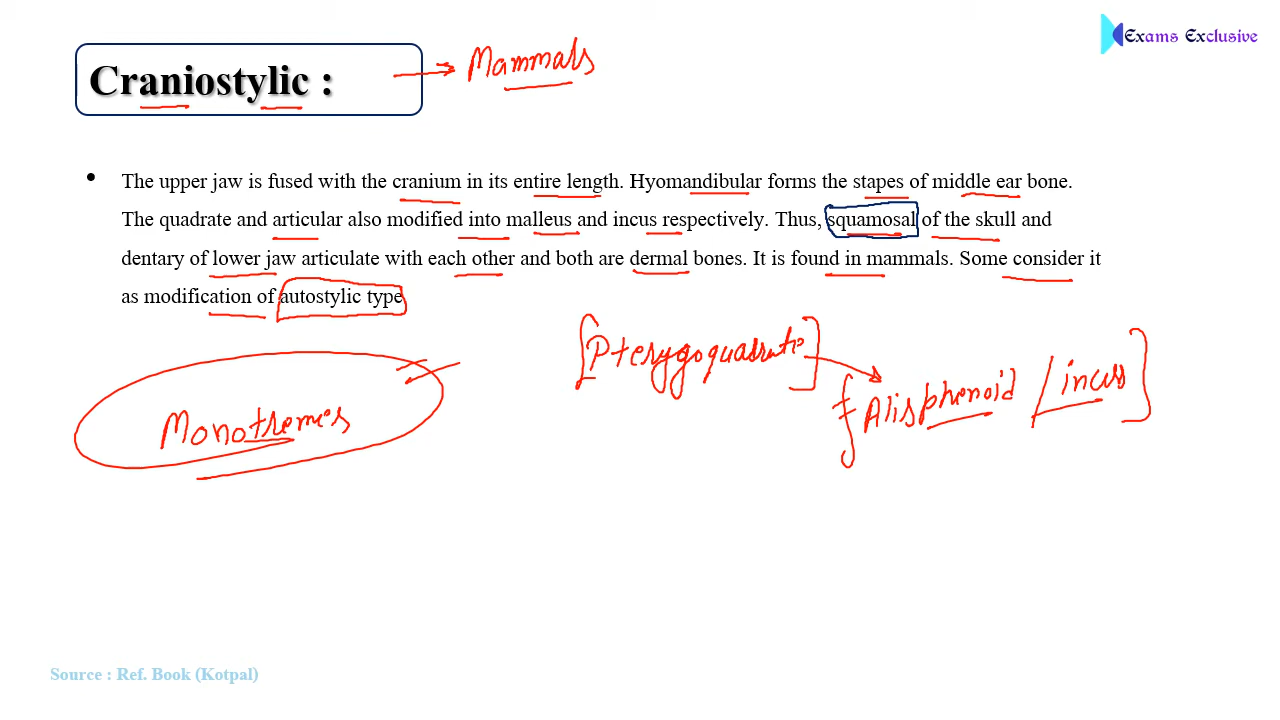 Exams Exclusive
Craniostylic :
→ Mammals
• The upper jaw is fused with the cranium in its entire length. Hyomandibular forms the stapes of middle ear bone.
The quadrate and articular also modified into malleus and incus respectively. Thus, squamosal of the skull and
dentary of lower jaw articulate with each other and both are dermal bones. It is found in mammals. Some consider it
as modification of autostylic type
[Pterygoquadrate]
{Alisphenoid / incus]
Monotremes
Source : Ref. Book (Kotpal)